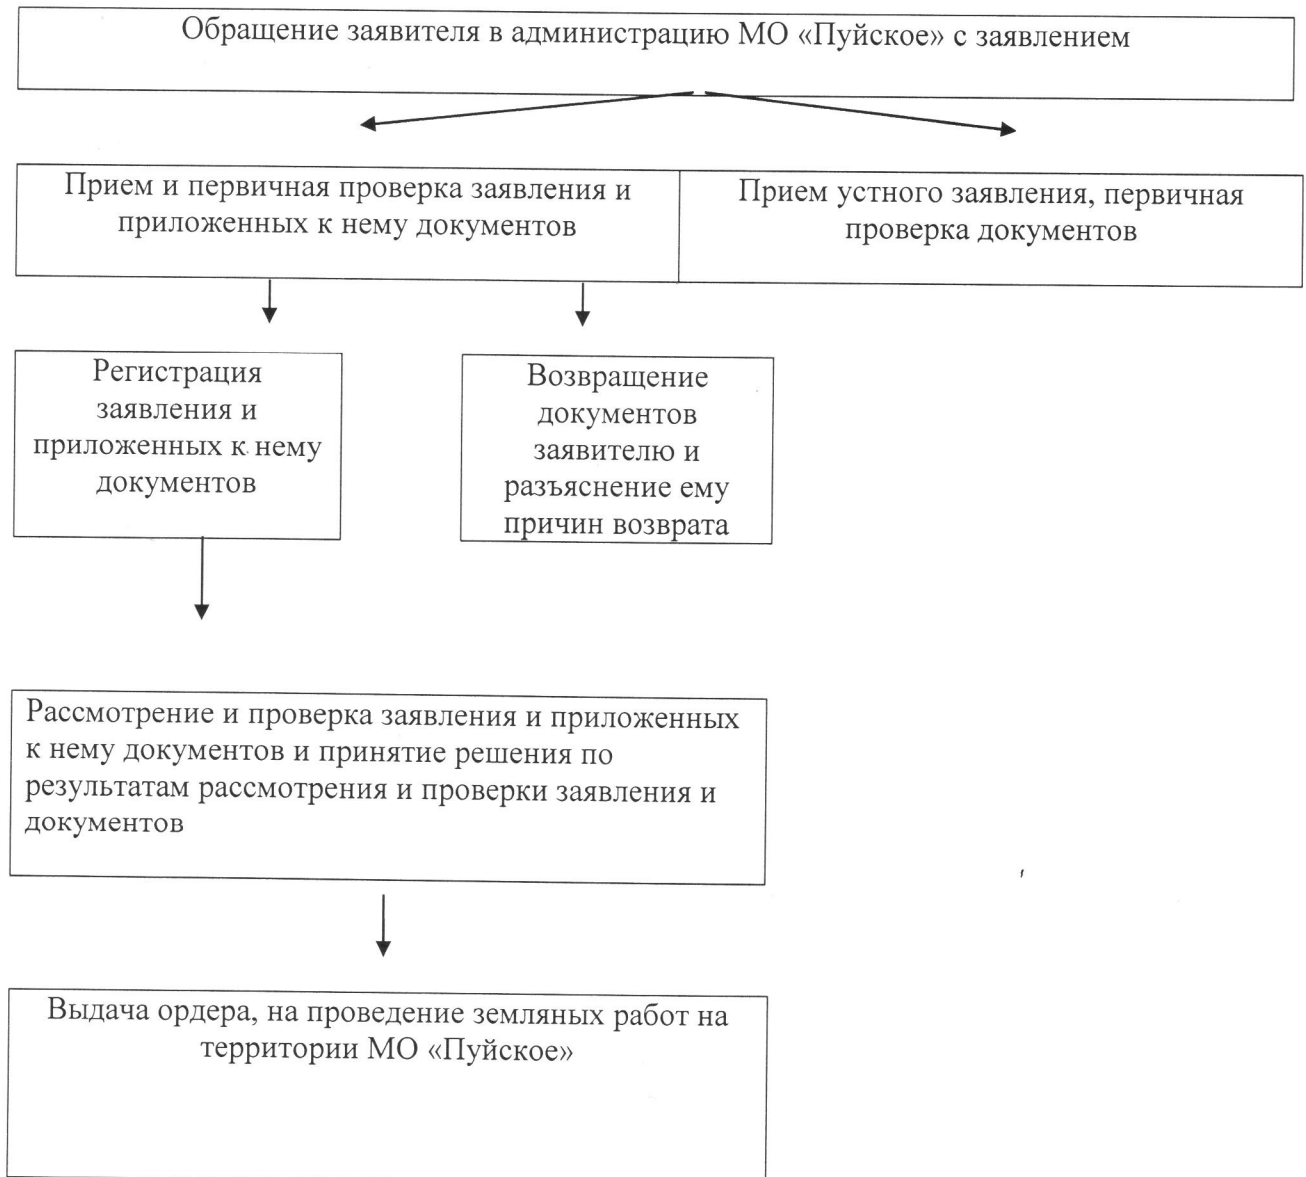 Обращение заявителя в администрацию МО «Пуйское» с заявлением
Прием и первичная проверка заявления и
приложенных к нему документов
Прием устного заявления, первичная
проверка документов
Регистрация
заявления и
приложенных к нему
документов
Возвращение
документов
заявителю и
разъяснение ему
причин возврата
Рассмотрение и проверка заявления и приложенных
к нему документов и принятие решения по
результатам рассмотрения и проверки заявления и
документов
Выдача ордера, на проведение земляных работ на
территории МО «Пуйское»